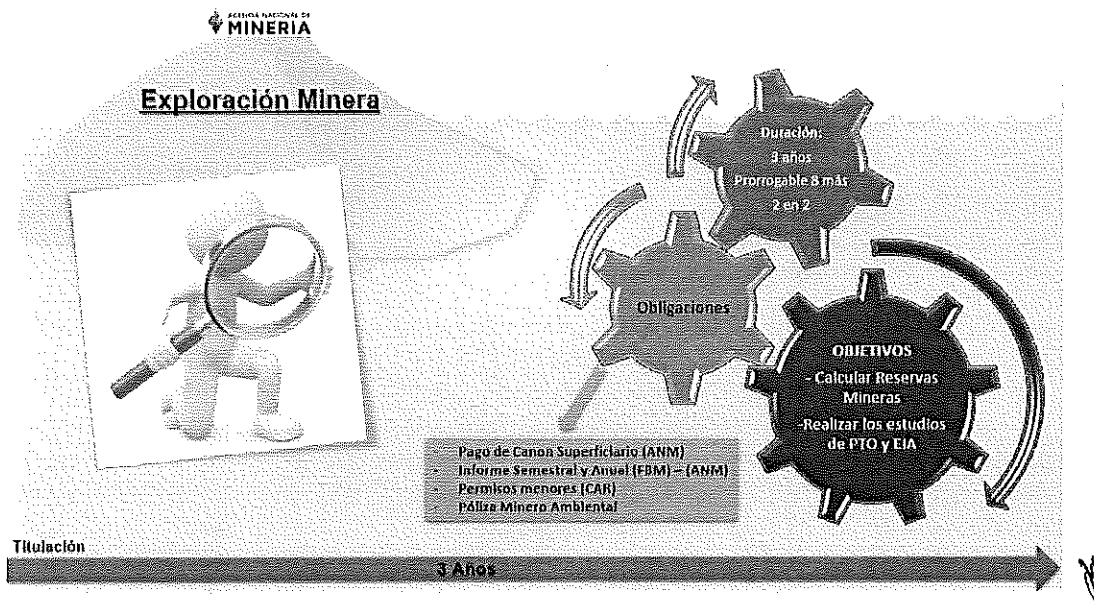 AGENCIA NACIONAL DE
MINERÍA
Exploración Minera
Duración:
3 años
Prorrogable 8 más
2 en 2
Obligaciones
OBJETIVOS
- Calcular Reservas
Mineras
-Realizar los estudios
de PTO y EIA
- Pago de Canon Superficiario (ANM)
- Informe Semestral y Anual (FBM) – (ANM)
- Permisos menores (CAR)
- Póliza Minero Ambiental
Titulación
3 Años